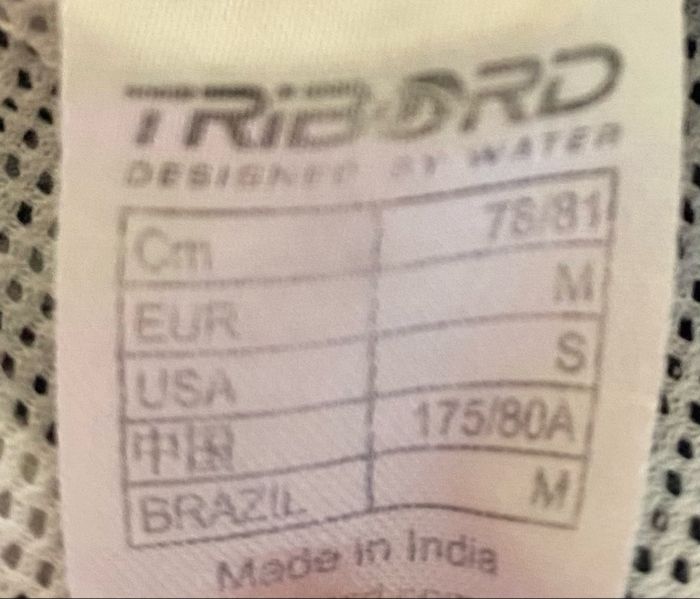 TRIBORD
DESIGNED BY WATER
Cm 78/81
EUR M
USA S
中国 175/80A
BRAZIL M
Made in India